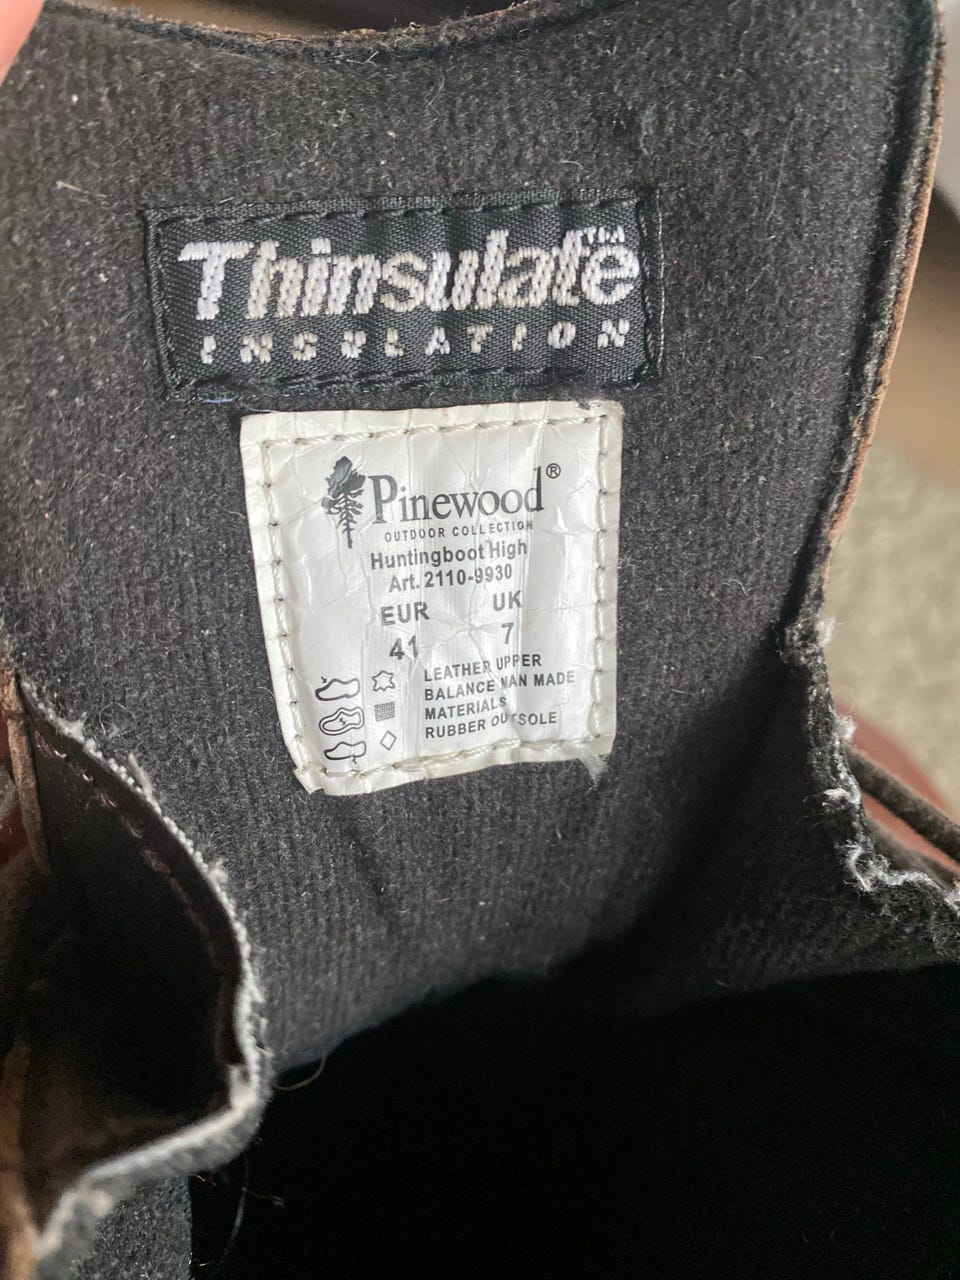 Thinsulate™
INSULATION
Pinewood®
OUTDOOR COLLECTION
Huntingboot High
Art. 2110-9930
EUR UK
41 7
LEATHER UPPER
BALANCE MAN MADE
MATERIALS
RUBBER OUTSOLE